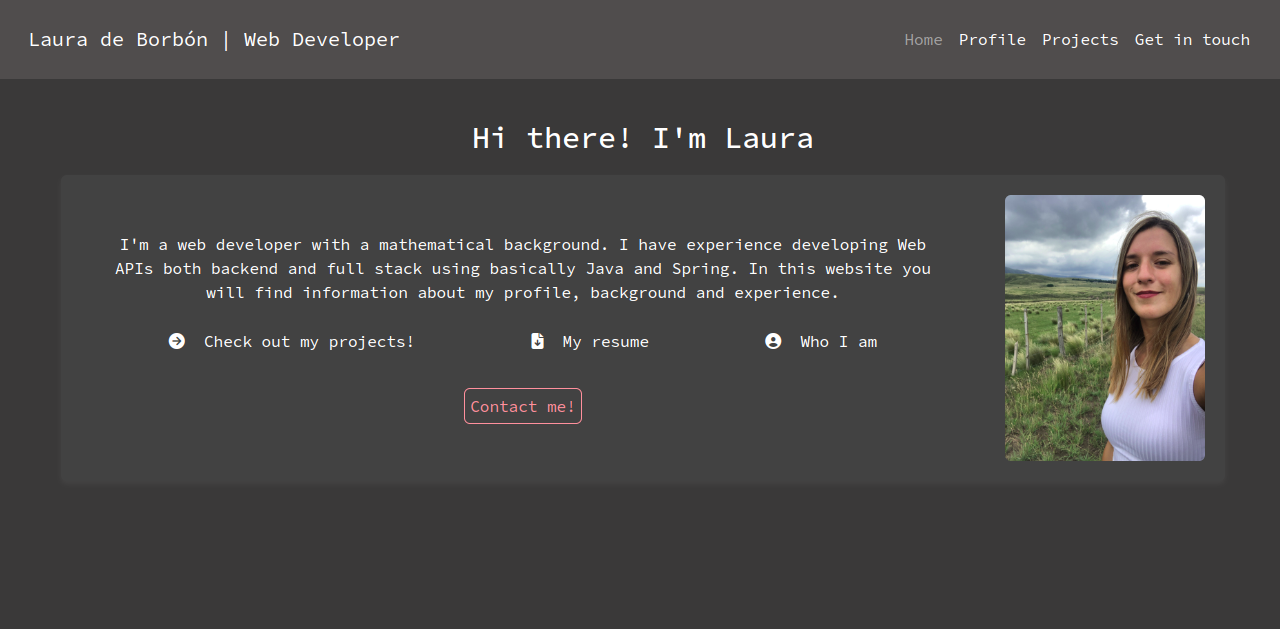 Laura de Borbón | Web Developer
Home Profile Projects Get in touch
Hi there! I'm Laura
I'm a web developer with a mathematical background. I have experience developing Web
APIs both backend and full stack using basically Java and Spring. In this website you
will find information about my profile, background and experience.
Check out my projects! My resume Who I am
Contact me!